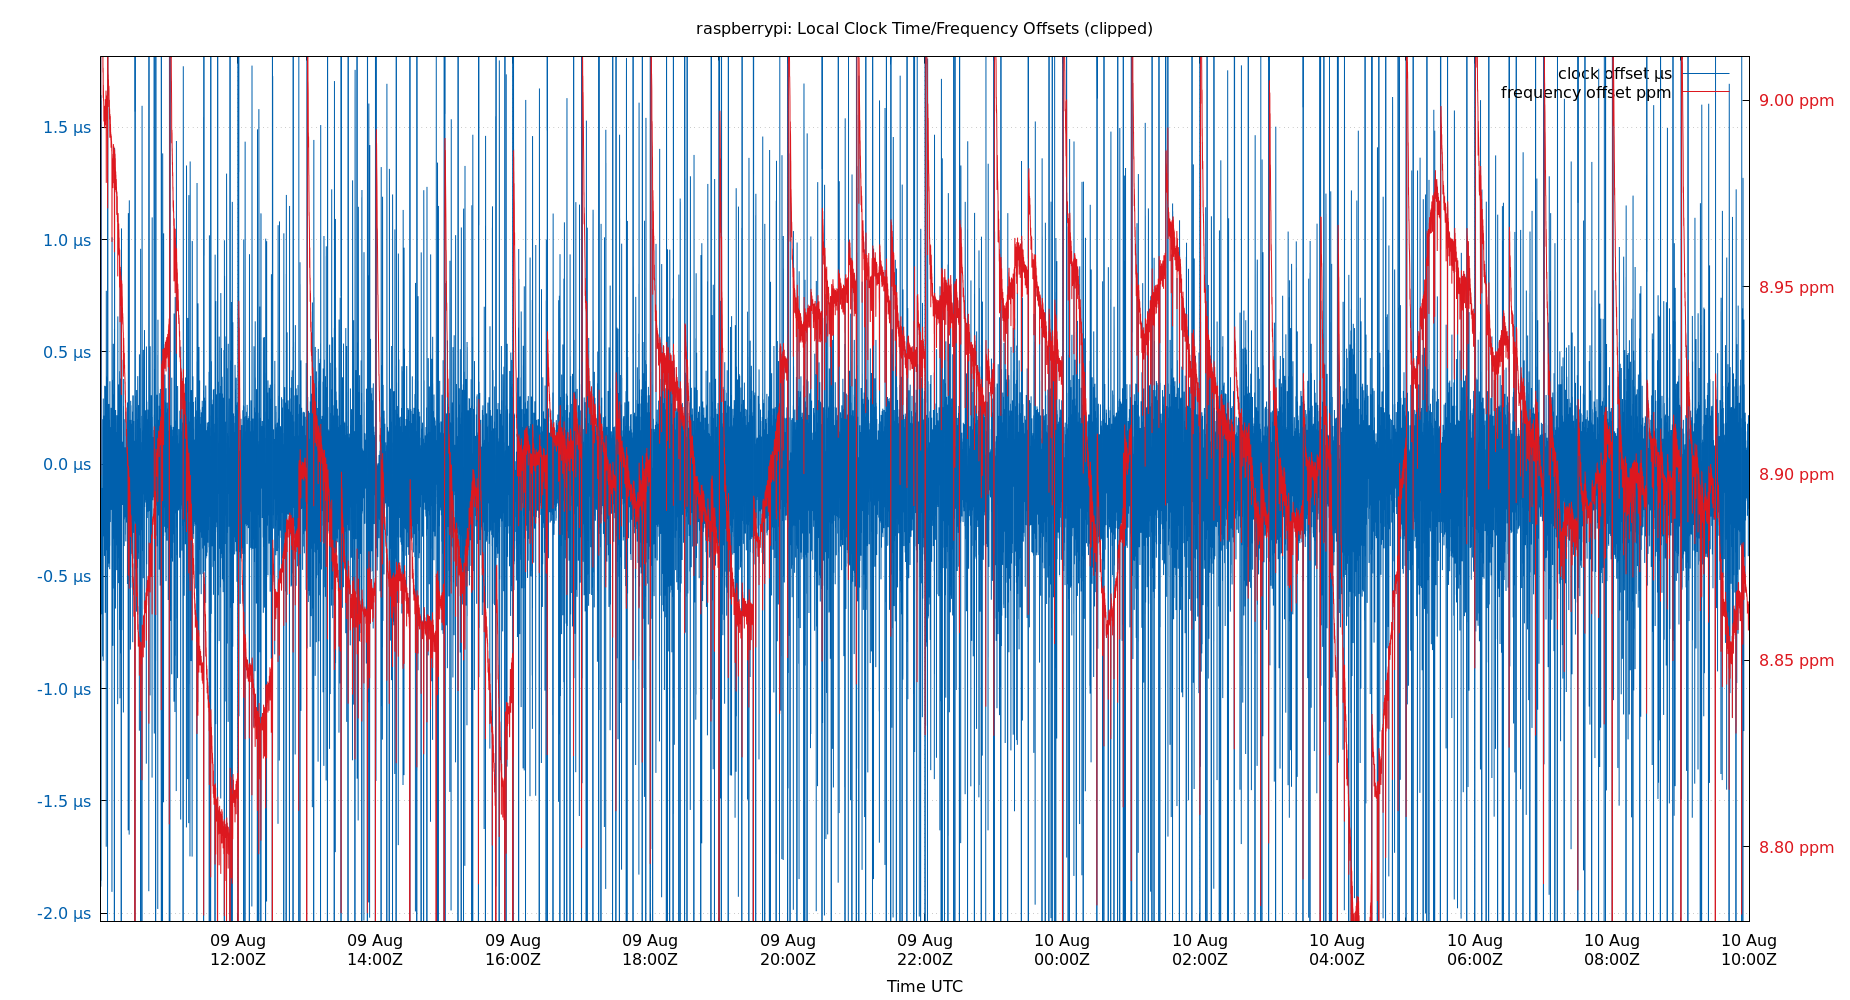 raspberrypi: Local Clock Time/Frequency Offsets (clipped)
clock offset µs
frequency offset ppm
1.5 µs
1.0 µs
0.5 µs
0.0 µs
-0.5 µs
-1.0 µs
-1.5 µs
-2.0 µs
9.00 ppm
8.95 ppm
8.90 ppm
8.85 ppm
8.80 ppm
09 Aug 09 Aug 09 Aug 09 Aug 09 Aug 09 Aug 10 Aug 10 Aug 10 Aug 10 Aug 10 Aug 10 Aug
12:00Z 14:00Z 16:00Z 18:00Z 20:00Z 22:00Z 00:00Z 02:00Z 04:00Z 06:00Z 08:00Z 10:00Z
Time UTC